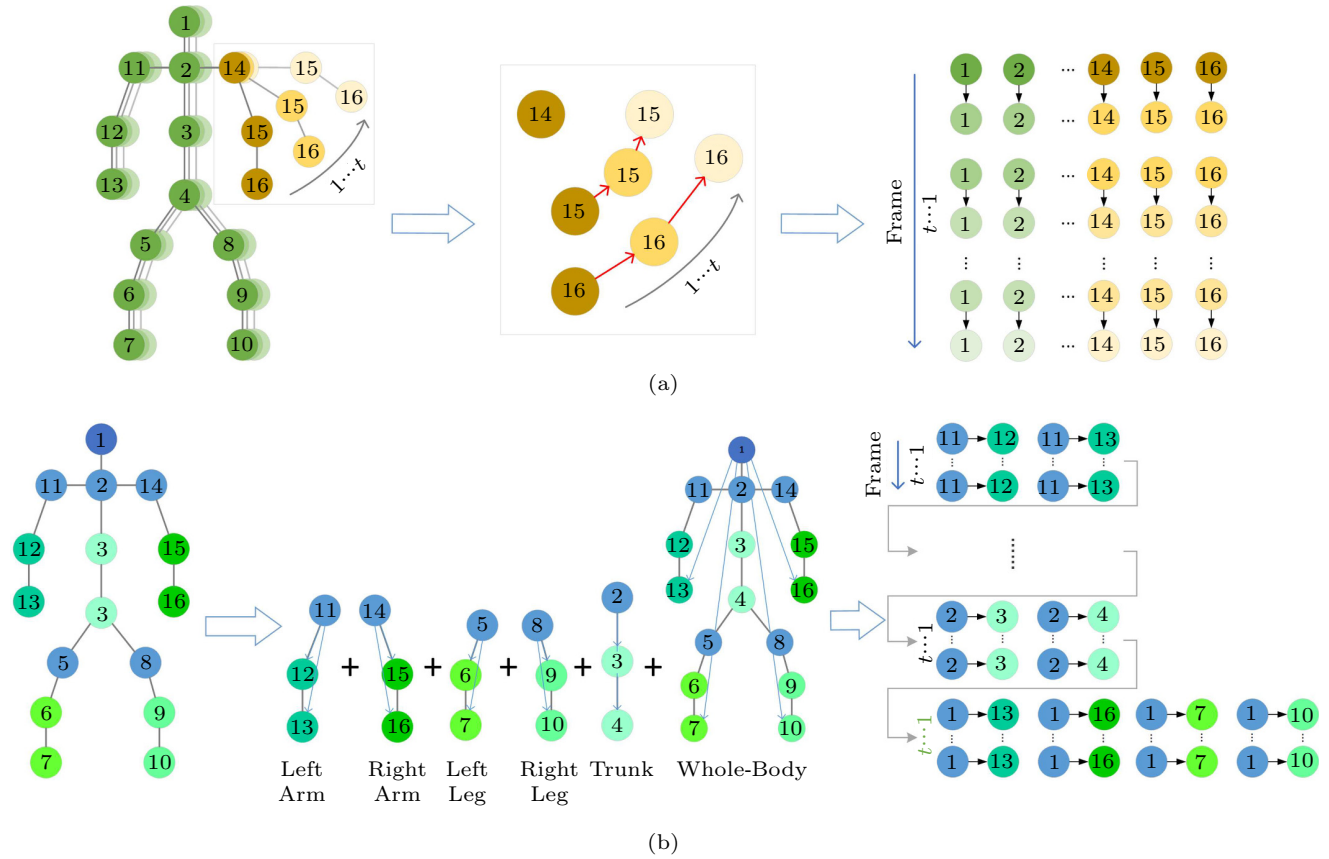 1
11 2 14 15
16
15
12 3 15
16
13 16
4
1···t
5 8
6 9
7 10
14 15
16
15
15
16
16
1···t
Frame
t···1
1 2 ··· 14 15 16
1 2 14 15 16
1 2 14 15 16
1 2 ··· 14 15 16
⋮ ⋮ ⋮ ⋮ ⋮
1 2 ··· 14 15 16
1 2 ··· 14 15 16
(a)
1
11 2 14
12 3 15
13 16
3
5 8
6 9
7 10
11
12
13
Left
Arm
+
14
15
16
Right
Arm
+
5
6
7
Left
Leg
+
8
9
10
Right
Leg
+
2
3
4
Trunk
+
1
11 2 14
12 3 15
13 16
4
5 8
6 9
7 10
Whole-Body
Frame
t···1
11 12 11 13
11 12 11 13
t···1
2 3 2 4
2 3 2 4
t···1
1 13 1 16 1 7 1 10
1 13 1 16 1 7 1 10
(b)